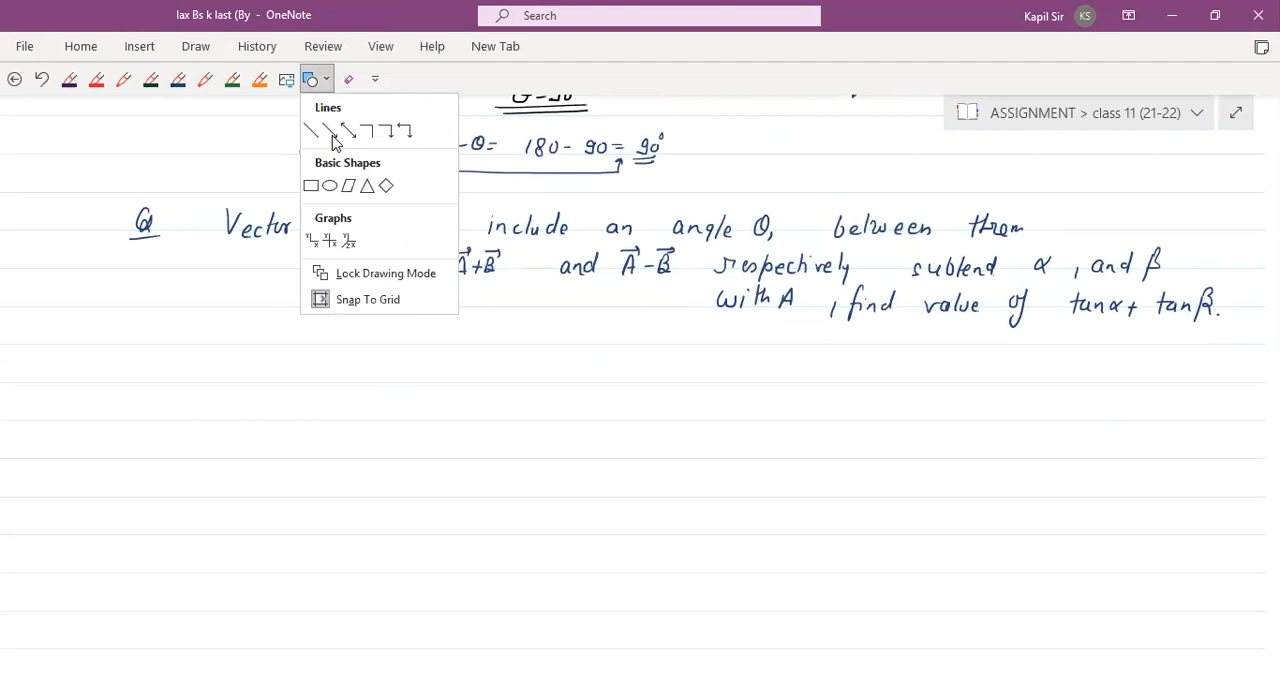 lax Bs k last (By - OneNote
Search
Kapil Sir KS
File Home Insert Draw History Review View Help New Tab
ASSIGNMENT > class 11 (21-22)
Lines
Basic Shapes
Graphs
Lock Drawing Mode
Snap To Grid
-θ = 180 - 90 = 90°
Q Vector include an angle θ, between them
A⃗+B⃗ and A⃗-B⃗ respectively subtend α, and β
with A, find value of tanα + tanβ.